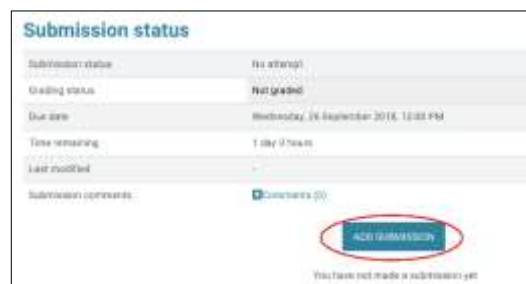 Submission status
Submission status No attempt
Grading status Not graded
Due date Wednesday, 26 September 2018, 12:00 PM
Time remaining 1 day 9 hours
Last modified -
Submission comments Comments (0)
ADD SUBMISSION
You have not made a submission yet